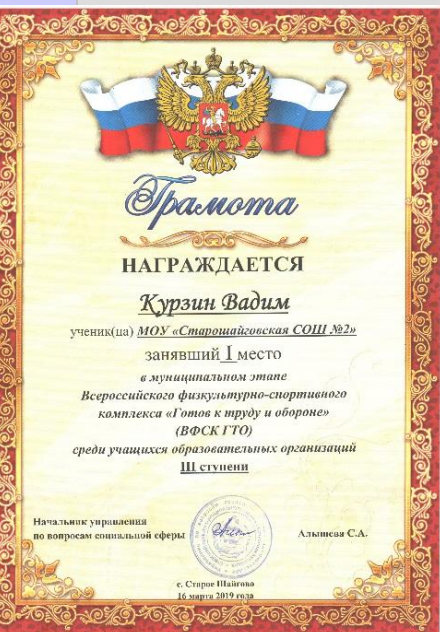 Грамота
НАГРАЖДАЕТСЯ
Курзин Вадим
ученик(ца) МОУ «Старошайговская СОШ №2»
занявший I место
в муниципальном этапе
Всероссийского физкультурно-спортивного
комплекса «Готов к труду и обороне»
(ВФСК ГТО)
среди учащихся образовательных организаций
III ступени
Начальник управления
по вопросам социальной сферы
Алышева С.А.
с. Старое Шайгово
16 марта 2019 года